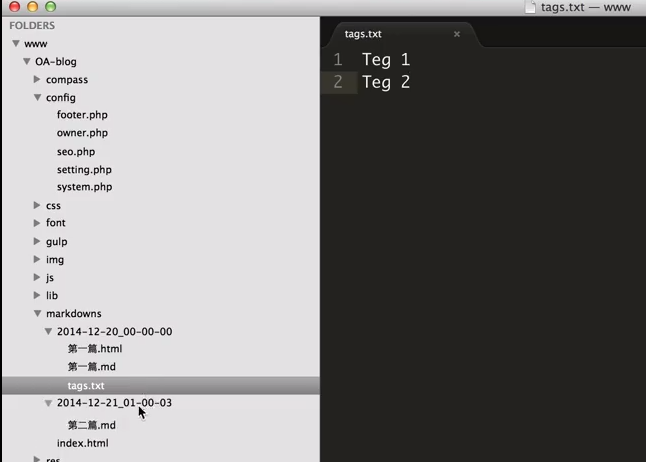 tags.txt — www
FOLDERS
www
OA-blog
compass
config
footer.php
owner.php
seo.php
setting.php
system.php
css
font
gulp
img
js
lib
markdowns
2014-12-20_00-00-00
第一篇.html
第一篇.md
tags.txt
2014-12-21_01-00-03
第二篇.md
index.html
res
tags.txt
1 Teg 1
2 Teg 2